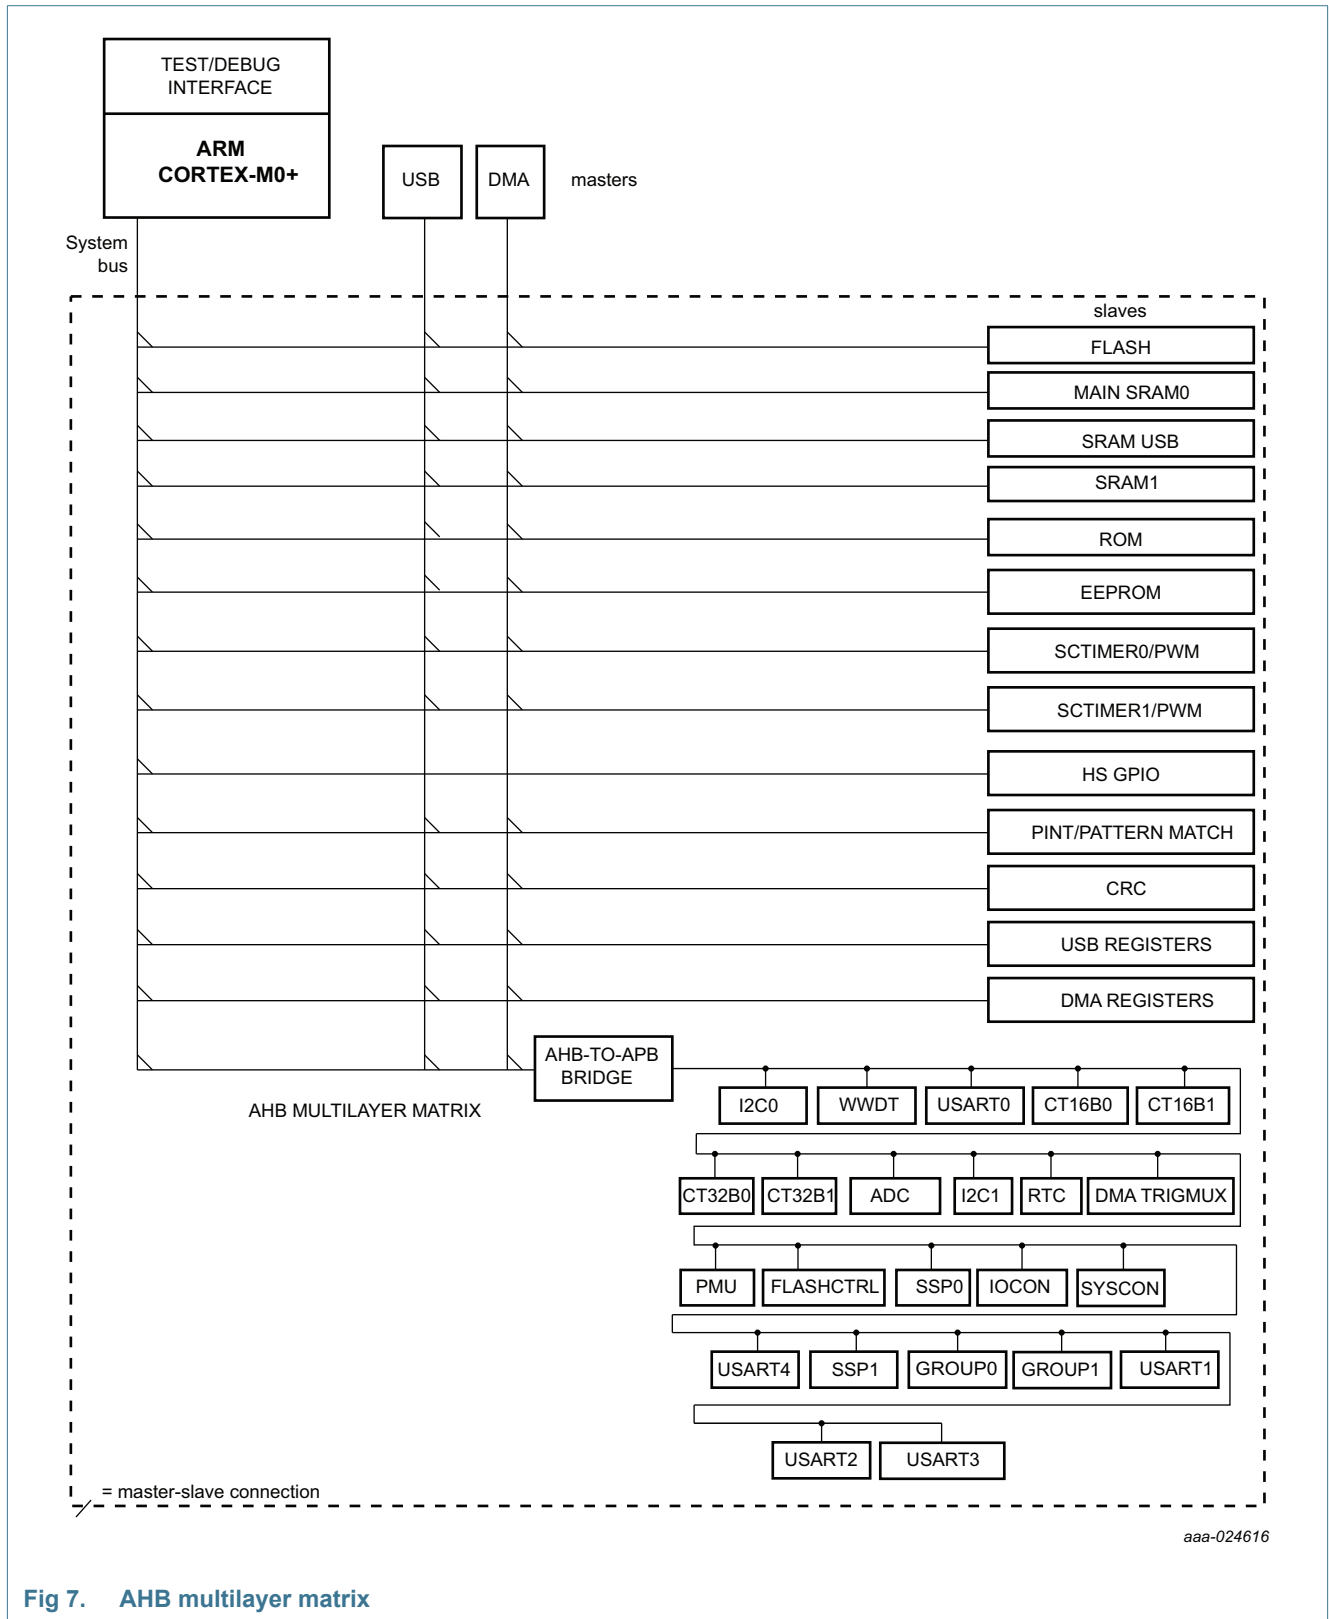 TEST/DEBUG
INTERFACE
ARM
CORTEX-M0+
USB
DMA
masters
System
bus
slaves
FLASH
MAIN SRAM0
SRAM USB
SRAM1
ROM
EEPROM
SCTIMER0/PWM
SCTIMER1/PWM
HS GPIO
PINT/PATTERN MATCH
CRC
USB REGISTERS
DMA REGISTERS
AHB-TO-APB
BRIDGE
AHB MULTILAYER MATRIX
I2C0
WWDT
USART0
CT16B0
CT16B1
CT32B0
CT32B1
ADC
I2C1
RTC
DMA TRIGMUX
PMU
FLASHCTRL
SSP0
IOCON
SYSCON
USART4
SSP1
GROUP0
GROUP1
USART1
USART2
USART3
= master-slave connection
aaa-024616
Fig 7. AHB multilayer matrix